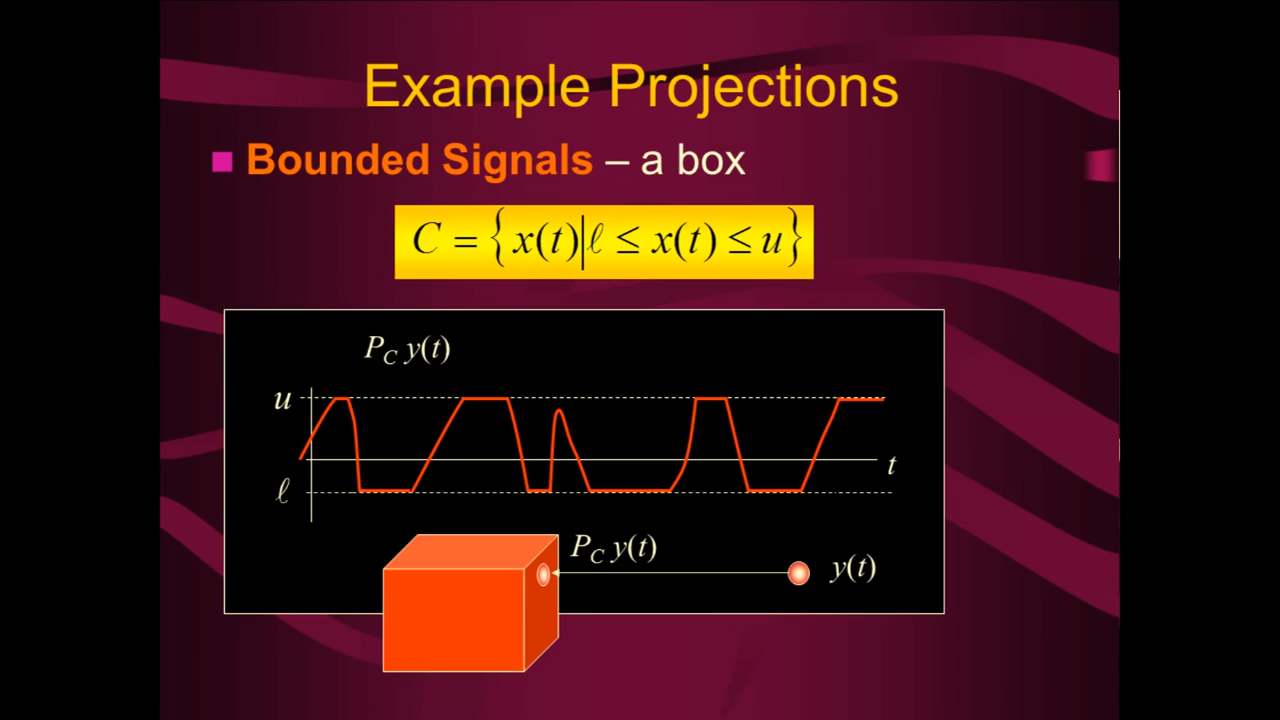 Example Projections
Bounded Signals – a box
C = { x(t) | ℓ ≤ x(t) ≤ u }
P_C y(t)
u
t
ℓ
P_C y(t)
y(t)